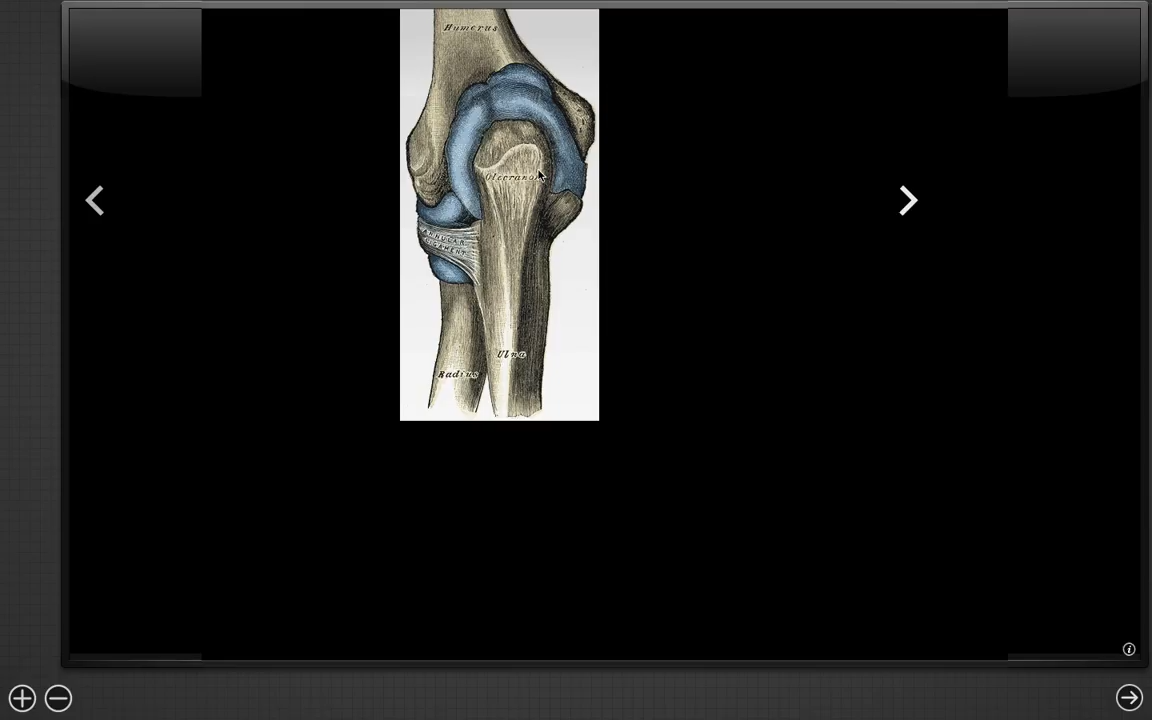 Humerus
Olecranon
ANNULAR
LIGAMENT
Ulna
Radius